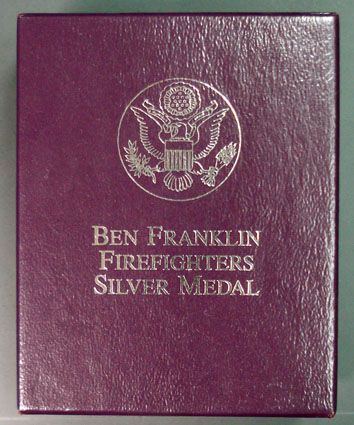 BEN FRANKLIN
FIREFIGHTERS
SILVER MEDAL